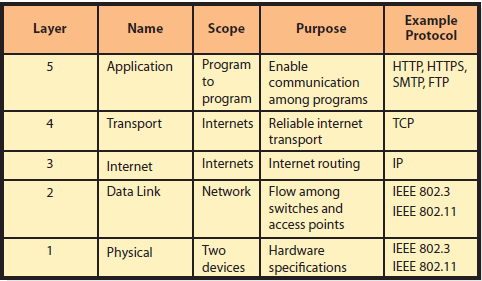 Layer Name Scope Purpose Example
Protocol
5 Application Program Enable HTTP, HTTPS,
to communication SMTP, FTP
program among programs
4 Transport Internets Reliable internet TCP
transport
3 Internet Internets Internet routing IP
2 Data Link Network Flow among IEEE 802.3
switches and IEEE 802.11
access points
1 Physical Two Hardware IEEE 802.3
devices specifications IEEE 802.11